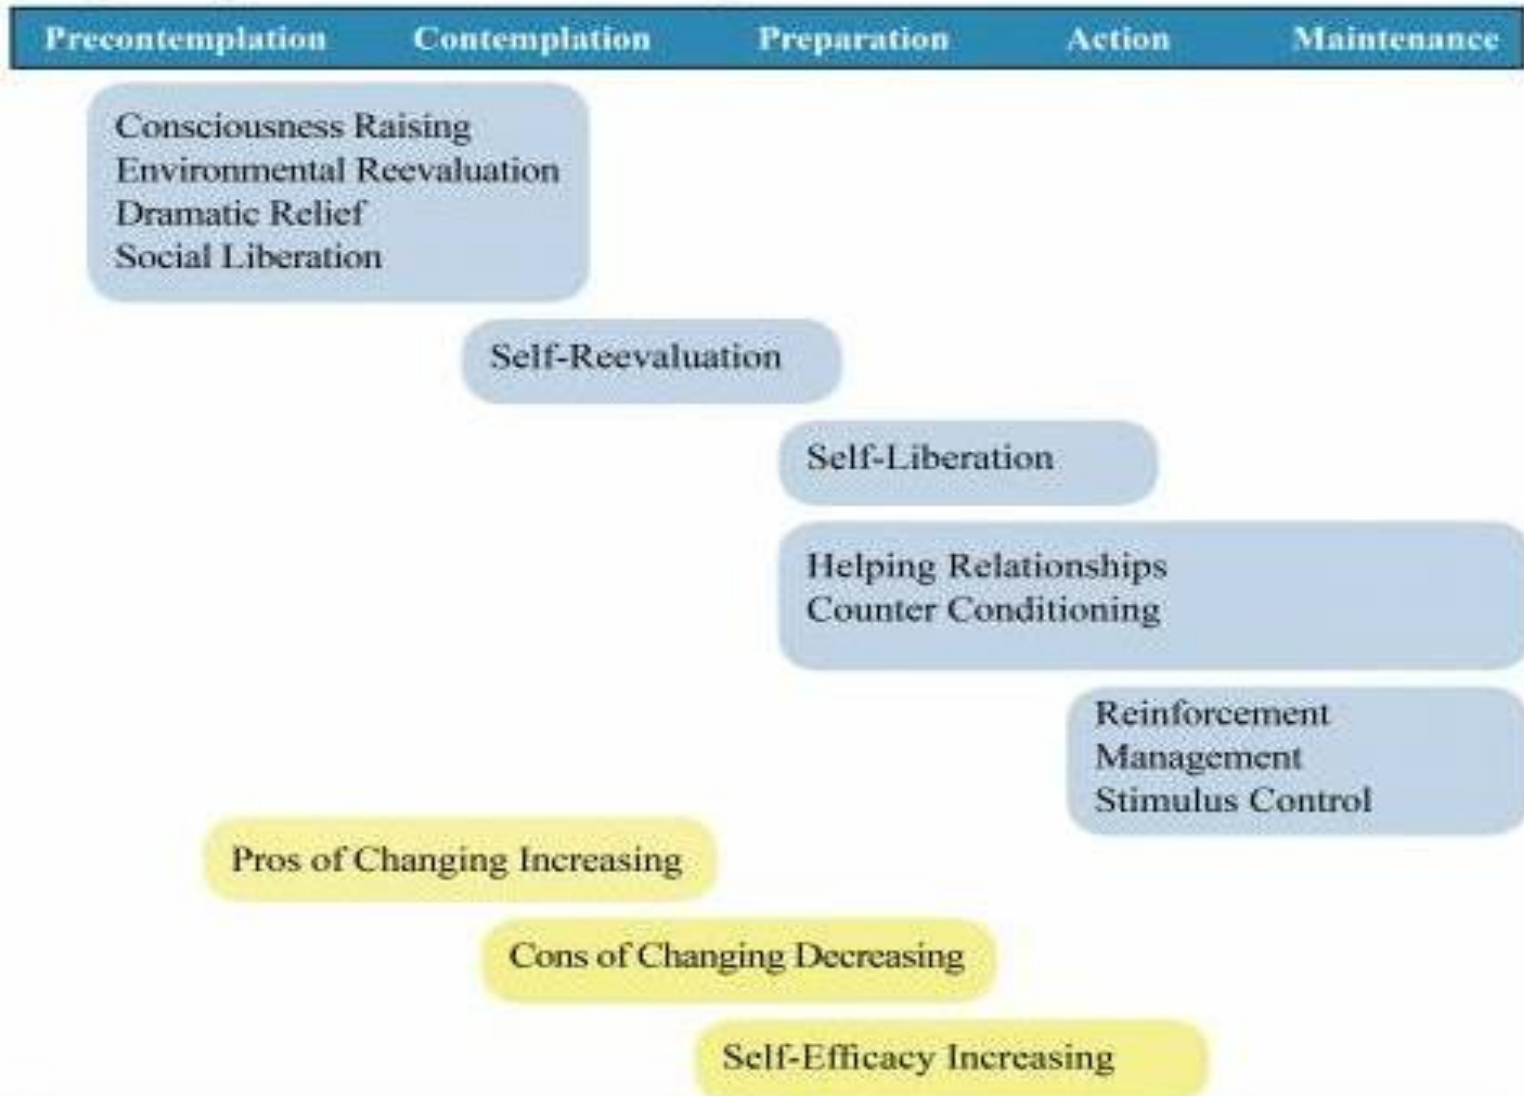 Precontemplation Contemplation Preparation Action Maintenance
Consciousness Raising
Environmental Reevaluation
Dramatic Relief
Social Liberation
Self-Reevaluation
Self-Liberation
Helping Relationships
Counter Conditioning
Reinforcement
Management
Stimulus Control
Pros of Changing Increasing
Cons of Changing Decreasing
Self-Efficacy Increasing